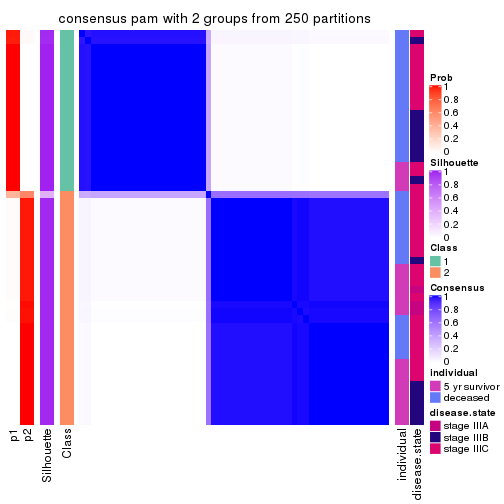 consensus pam with 2 groups from 250 partitions
Prob
1
0.8
0.6
0.4
0.2
0
Silhouette
1
0.8
0.6
0.4
0.2
0
Class
1
2
Consensus
1
0.8
0.6
0.4
0.2
0
individual
5 yr survivor
deceased
disease.state
stage IIIA
stage IIIB
stage IIIC
p1
p2
Silhouette
Class
individual
disease.state